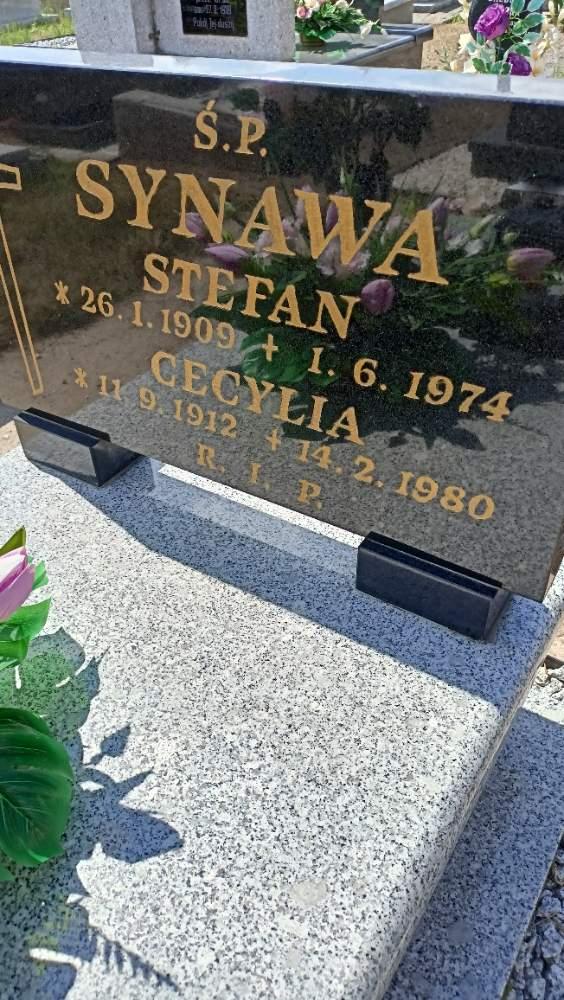 Ś.P.
SYNAWA
STEFAN
* 26. 1. 1909 + 1. 6. 1974
CECYLIA
* 11 9. 1912 + 14. 2. 1980
R. I. P.